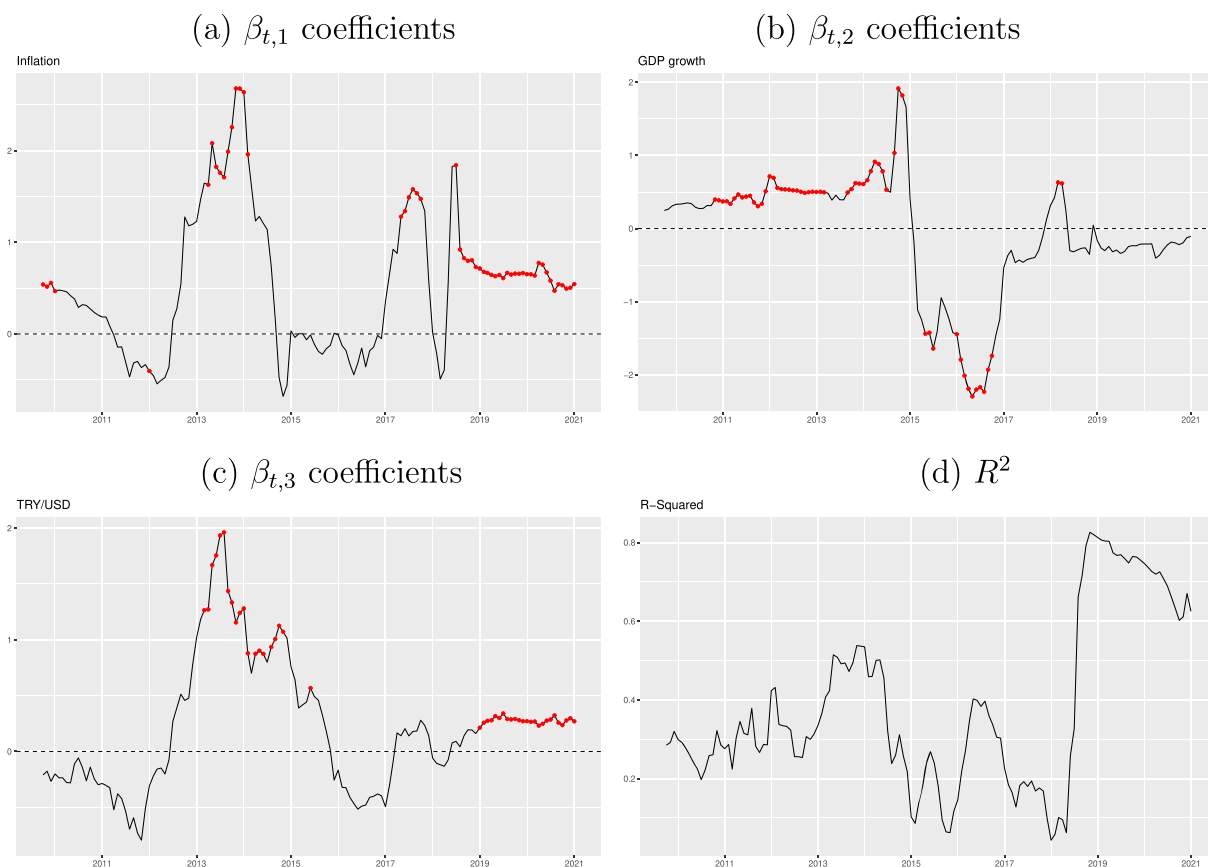 (a) β_{t,1} coefficients
Inflation
2
1
0
2011 2013 2015 2017 2019 2021
(b) β_{t,2} coefficients
GDP growth
2
1
0
−1
−2
2011 2013 2015 2017 2019 2021
(c) β_{t,3} coefficients
TRY/USD
2
1
0
2011 2013 2015 2017 2019 2021
(d) R²
R−Squared
0.8
0.6
0.4
0.2
2011 2013 2015 2017 2019 2021